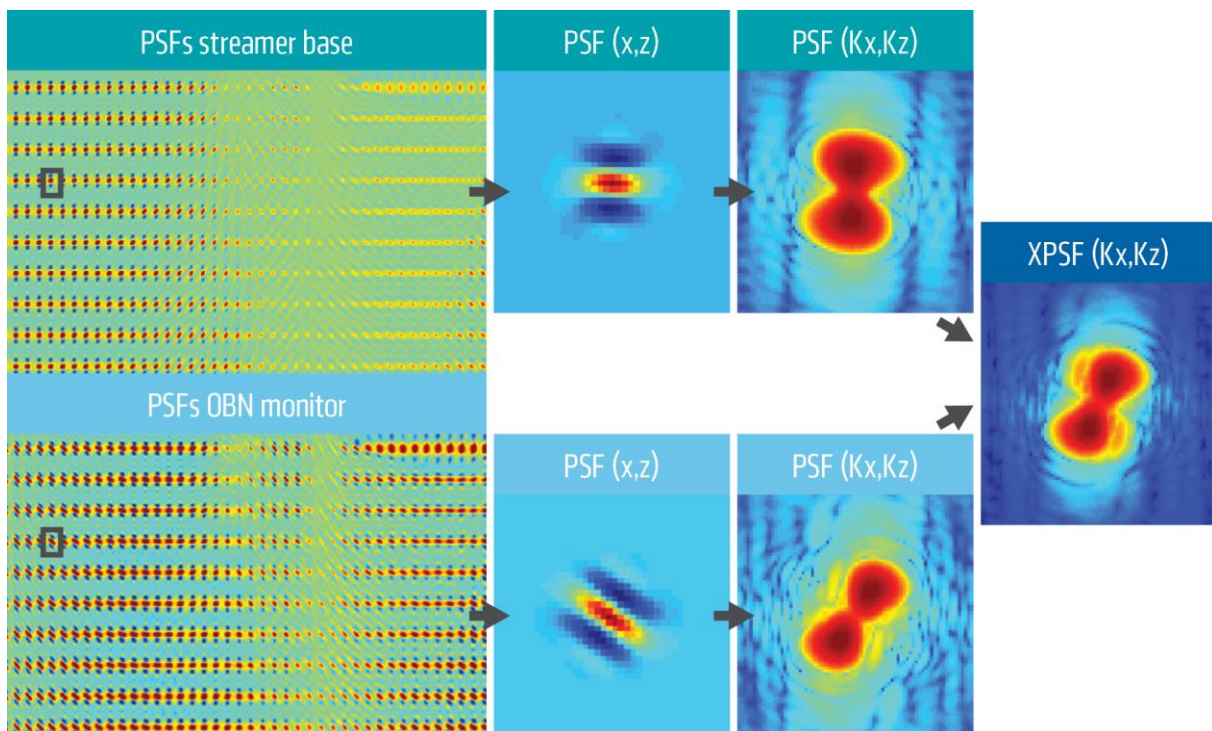 PSFs streamer base
PSF (x,z)
PSF (Kx,Kz)
XPSF (Kx,Kz)
PSFs OBN monitor
PSF (x,z)
PSF (Kx,Kz)